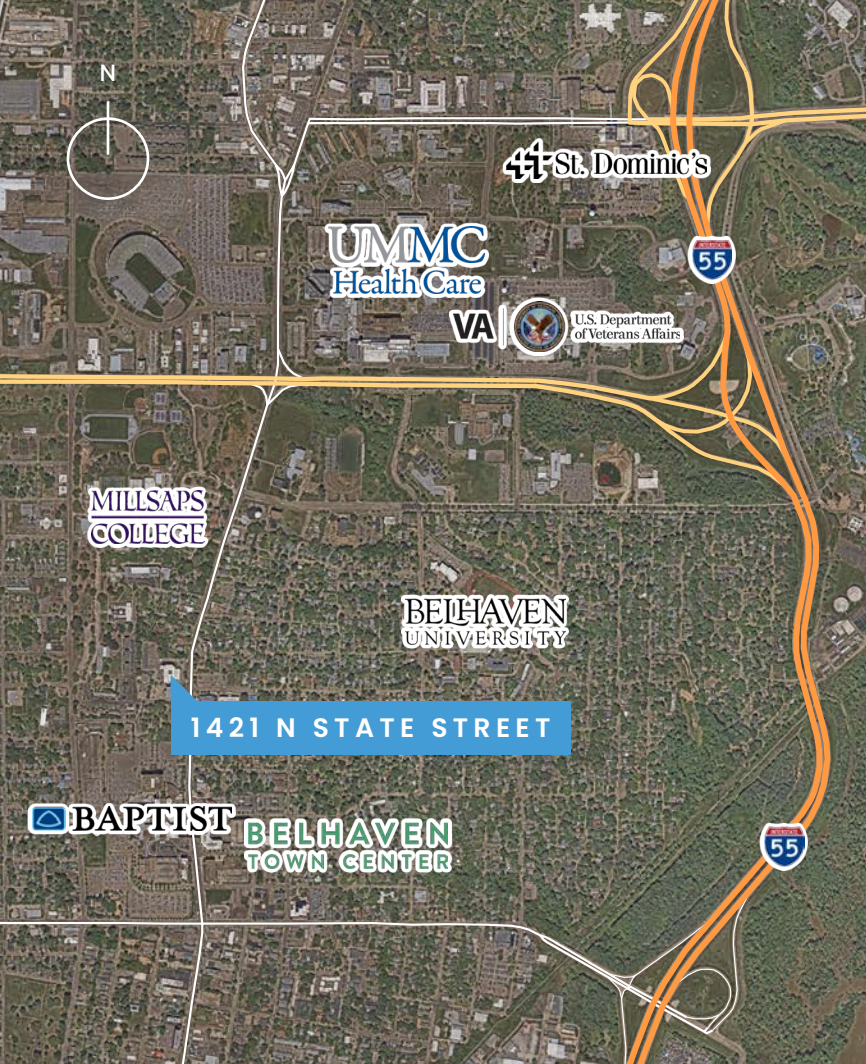 N
St. Dominic's
UMMC
Health Care
INTERSTATE
55
VA
U.S. Department
of Veterans Affairs
MILLSAPS
COLLEGE
BELHAVEN
UNIVERSITY
1421 N STATE STREET
BAPTIST
BELHAVEN
TOWN CENTER
INTERSTATE
55